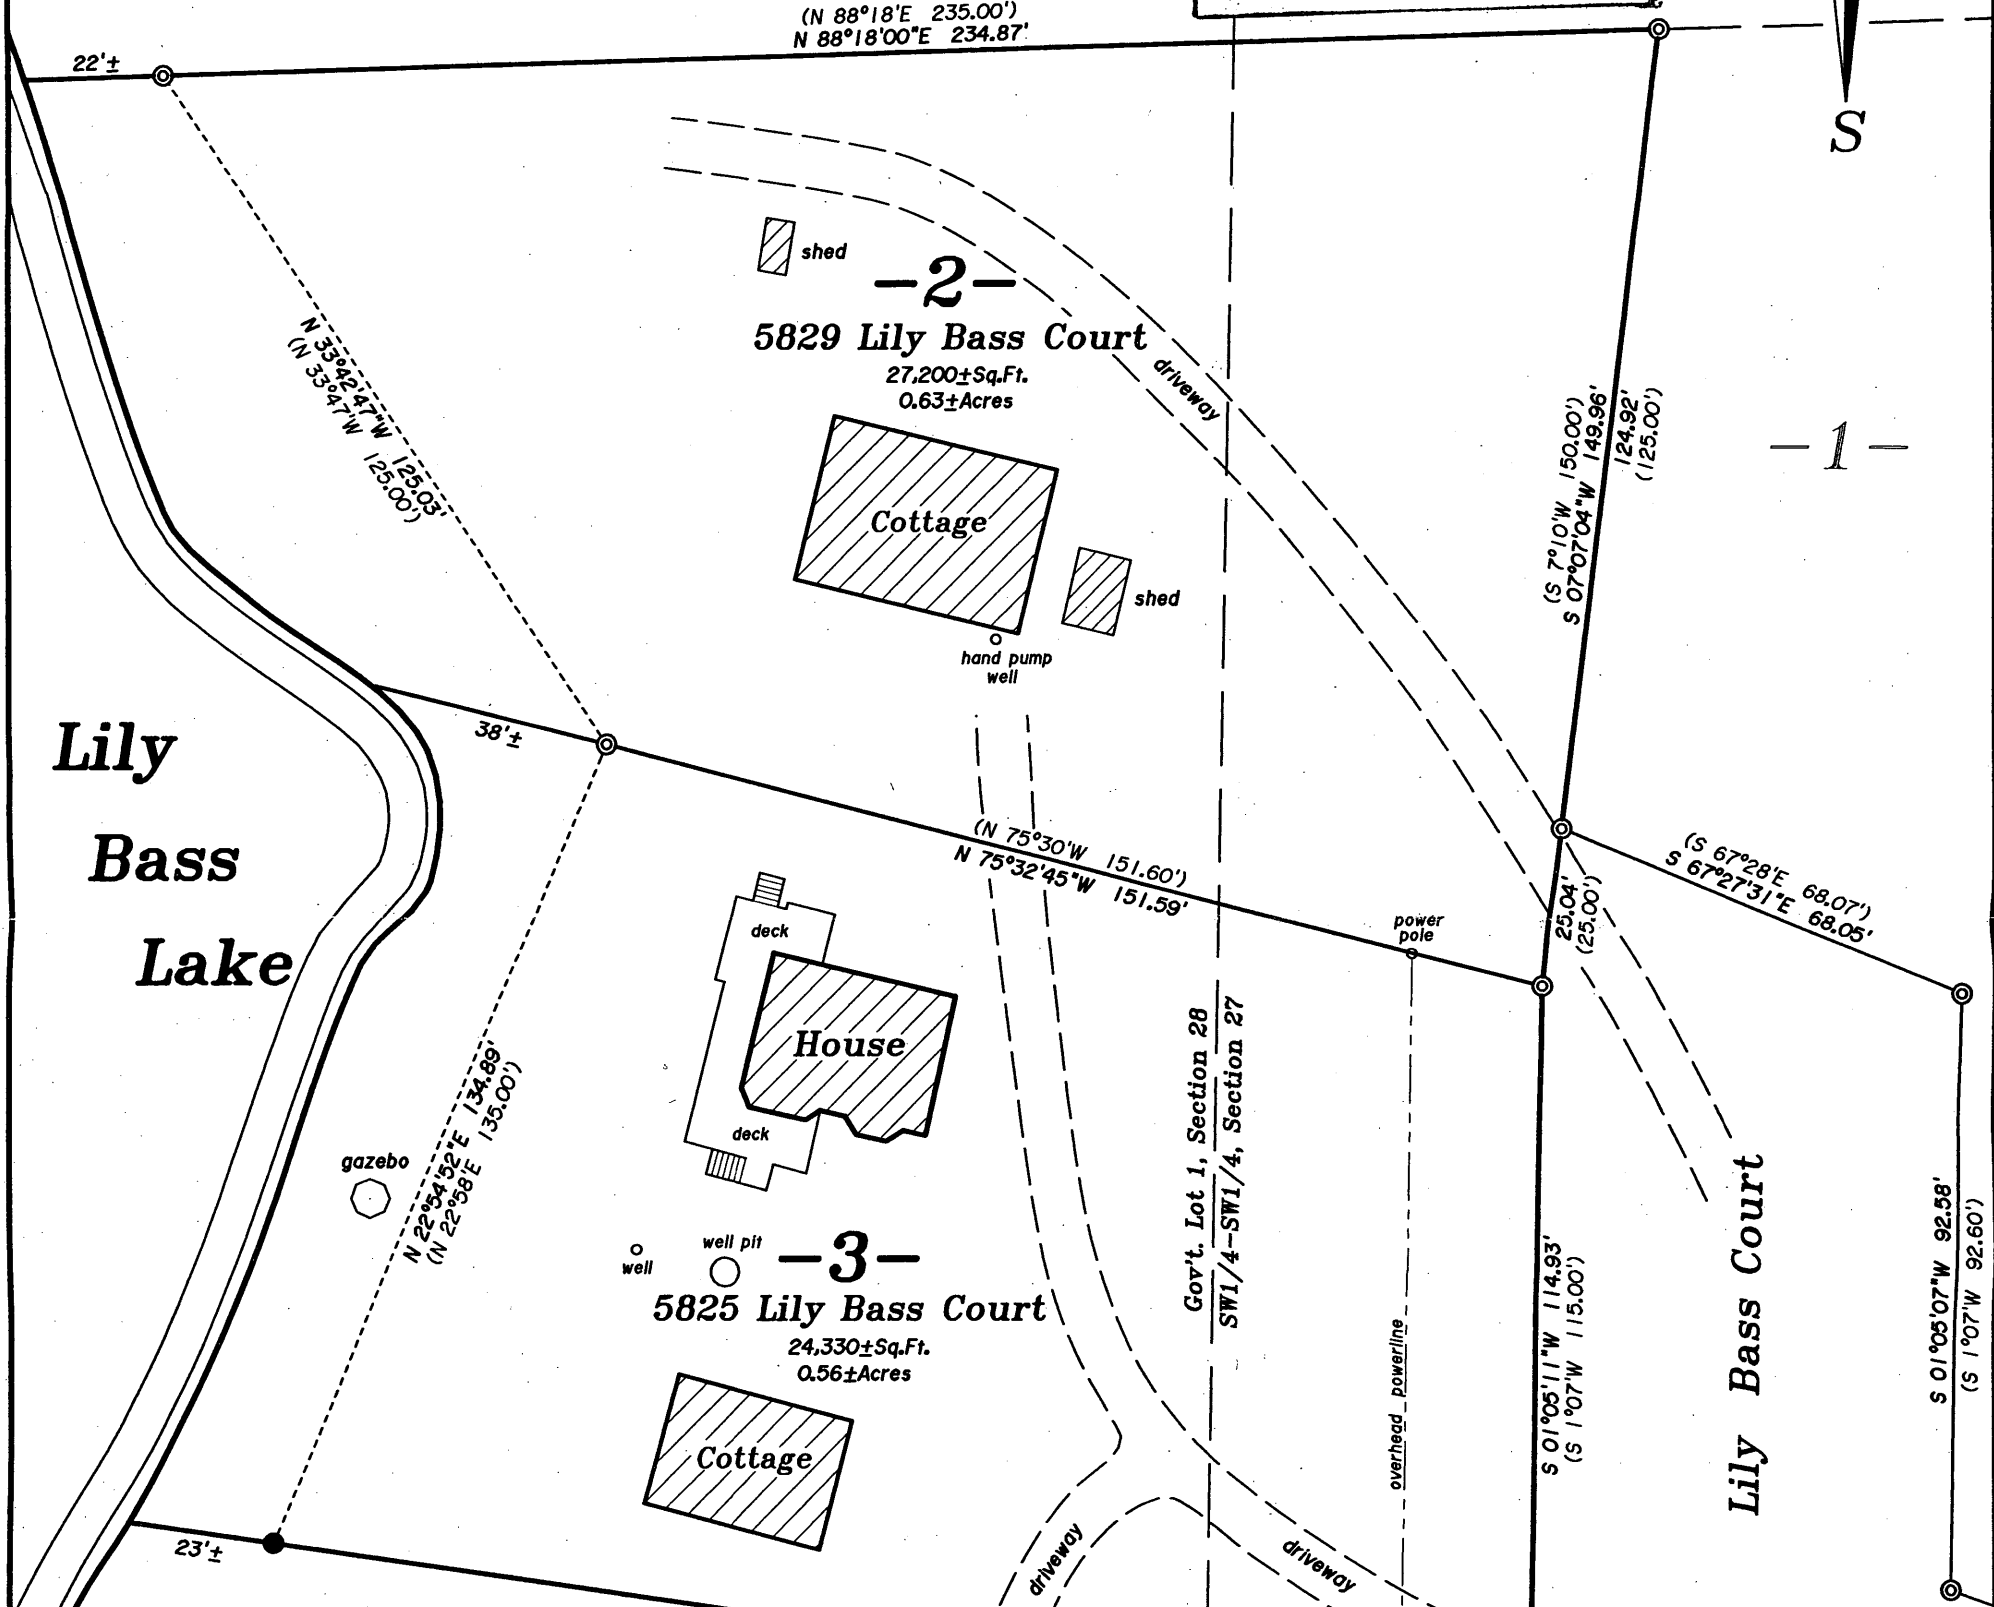 (N 88°18'E 235.00')
N 88°18'00"E 234.87'
22'±
S
shed
-2-
5829 Lily Bass Court
27,200±Sq.Ft.
0.63±Acres
driveway
N 33°42'47"W 125.03'
(N 33°47'W 125.00')
(S 7°10'W 150.00')
S 07°07'04"W 149.96'
124.92'
(125.00')
-1-
Cottage
shed
hand pump
well
38'±
Lily
Bass
Lake
(N 75°30'W 151.60')
N 75°32'45"W 151.59'
power
pole
25.04'
(25.00')
(S 67°28'E 68.07')
S 67°27'31"E 68.05'
deck
House
deck
N 22°54'52"E 134.89'
(N 22°58'E 135.00')
gazebo
well
well pit
-3-
5825 Lily Bass Court
24,330±Sq.Ft.
0.56±Acres
Cottage
Gov't. Lot 1, Section 28
SW1/4-SW1/4, Section 27
overhead powerline
S 01°05'11"W 114.93'
(S 1°07'W 115.00')
Lily Bass Court
S 01°05'07"W 92.58'
(S 1°07'W 92.60')
23'±
driveway
driveway